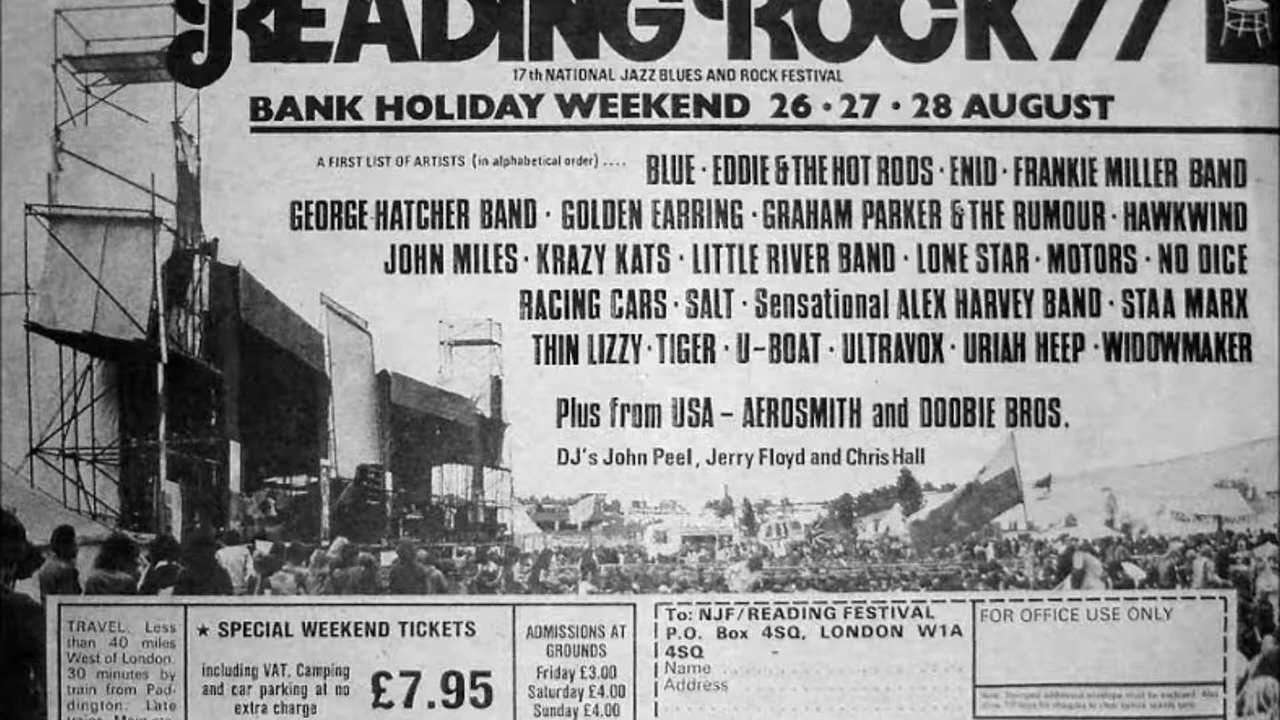 READING ROCK 77
17th NATIONAL JAZZ BLUES AND ROCK FESTIVAL
BANK HOLIDAY WEEKEND 26 • 27 • 28 AUGUST
A FIRST LIST OF ARTISTS (in alphabetical order) .... BLUE · EDDIE & THE HOT RODS · ENID · FRANKIE MILLER BAND
GEORGE HATCHER BAND · GOLDEN EARRING · GRAHAM PARKER & THE RUMOUR · HAWKWIND
JOHN MILES · KRAZY KATS · LITTLE RIVER BAND · LONE STAR · MOTORS · NO DICE
RACING CARS · SALT · Sensational ALEX HARVEY BAND · STAA MARX
THIN LIZZY · TIGER · U-BOAT · ULTRAVOX · URIAH HEEP · WIDOWMAKER
Plus from USA – AEROSMITH and DOOBIE BROS.
DJ's John Peel, Jerry Floyd and Chris Hall
TRAVEL: Less
than 40 miles
West of London.
30 minutes by
train from Pad-
dington. Late
★ SPECIAL WEEKEND TICKETS
including VAT, Camping
and car parking at no
extra charge
£7.95
ADMISSIONS AT
GROUNDS
Friday £3.00
Saturday £4.00
Sunday £4.00
To: NJF/READING FESTIVAL
P.O. Box 4SQ, LONDON W1A
4SQ
Name
Address
FOR OFFICE USE ONLY